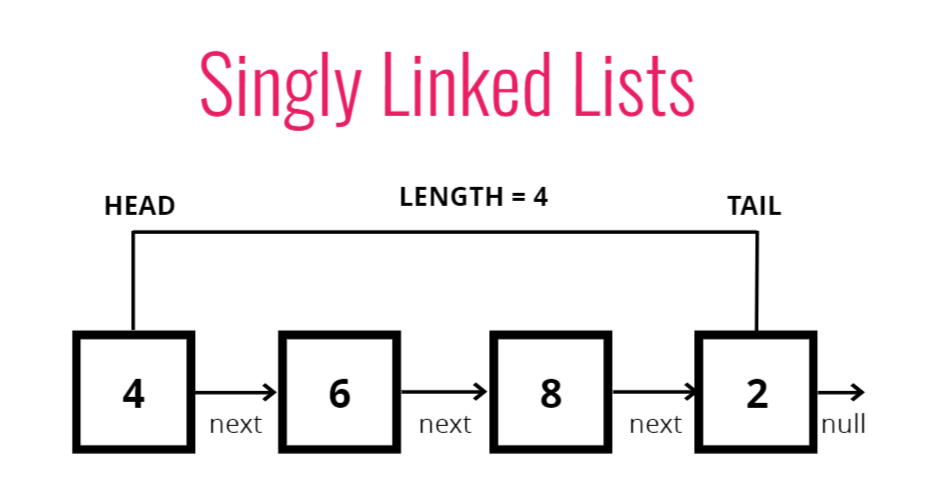 Singly Linked Lists
HEAD LENGTH = 4 TAIL
4 6 8 2
next next next null